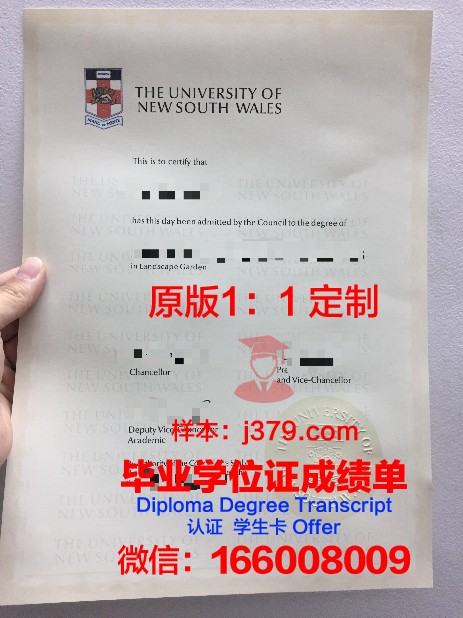 THE UNIVERSITY OF
NEW SOUTH WALES
This is to certify that
has this day been admitted by the Council to the degree of
in Landscape Garden
原版1：1 定制
Chancellor
Pre
and Vice-Chancellor
Deputy Vice-Chancellor
Academic
样本：j379.com
毕业学位证成绩单
Diploma Degree Transcript
认证 学生卡 Offer
微信：166008009